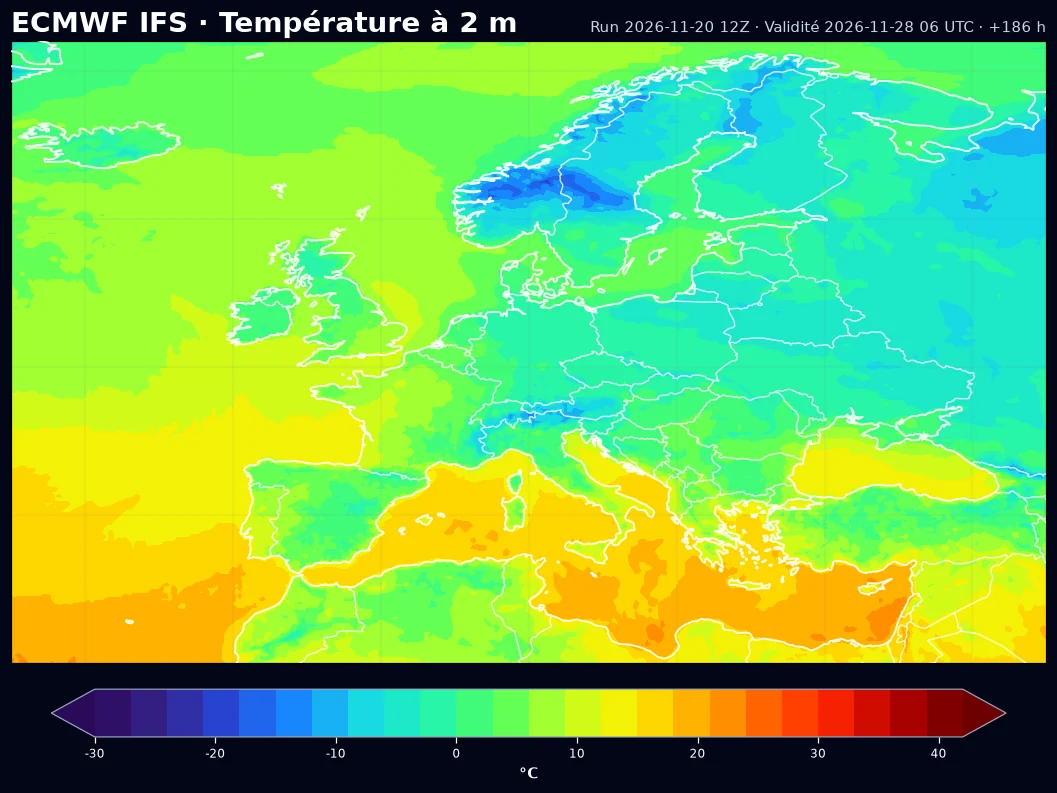 ECMWF IFS · Température à 2 m
Run 2026-11-20 12Z · Validité 2026-11-28 06 UTC · +186 h
-30 -20 -10 0 10 20 30 40
°C